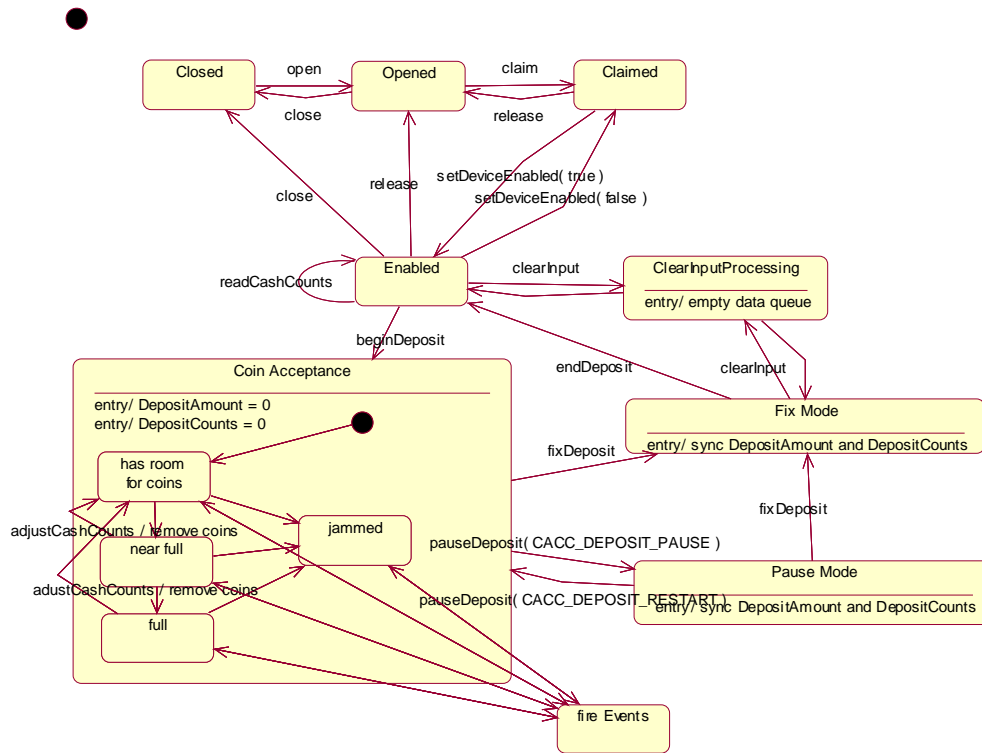 Closed
open
Opened
claim
Claimed
close
release
close
release
setDeviceEnabled( true )
setDeviceEnabled( false )
Enabled
clearInput
ClearInputProcessing
entry/ empty data queue
readCashCounts
beginDeposit
Coin Acceptance
entry/ DepositAmount = 0
entry/ DepositCounts = 0
endDeposit
clearInput
Fix Mode
entry/ sync DepositAmount and DepositCounts
fixDeposit
has room
for coins
jammed
adjustCashCounts / remove coins
near full
fixDeposit
pauseDeposit( CACC_DEPOSIT_PAUSE )
Pause Mode
entry/ sync DepositAmount and DepositCounts
adustCashCounts / remove coins
pauseDeposit( CACC_DEPOSIT_RESTART )
full
fire Events